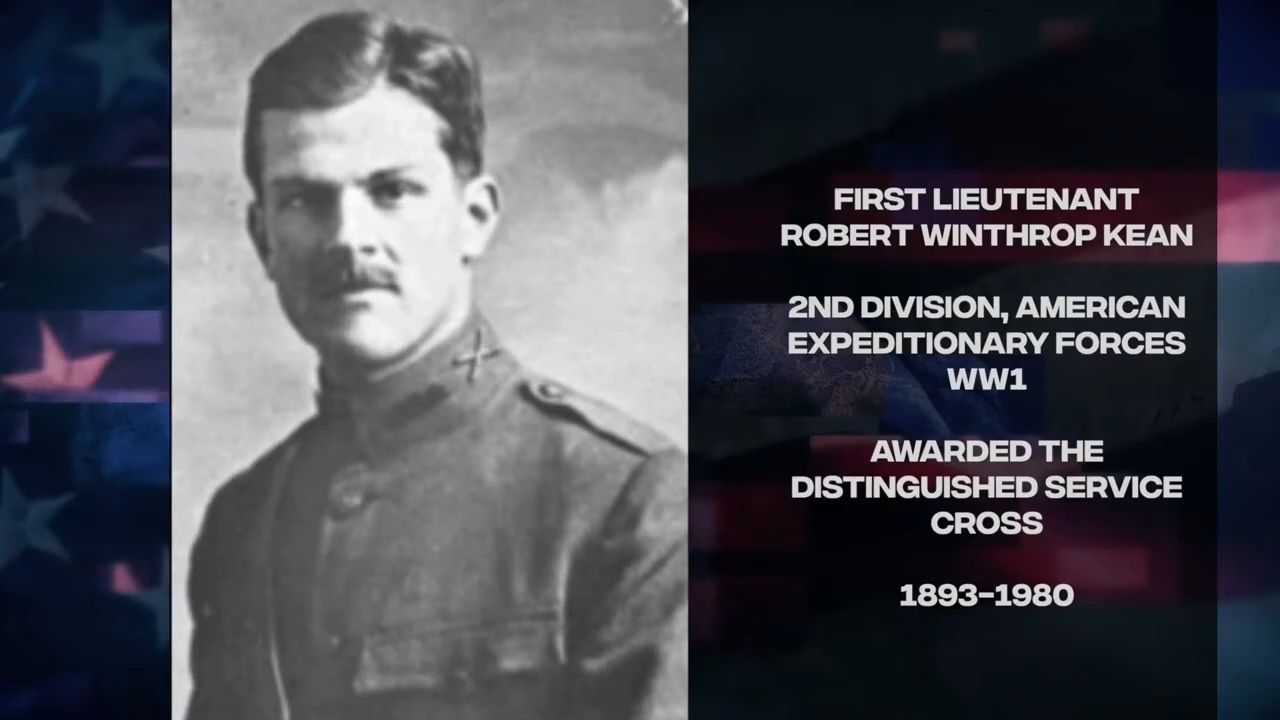 FIRST LIEUTENANT
ROBERT WINTHROP KEAN
2ND DIVISION, AMERICAN
EXPEDITIONARY FORCES
WW1
AWARDED THE
DISTINGUISHED SERVICE
CROSS
1893-1980